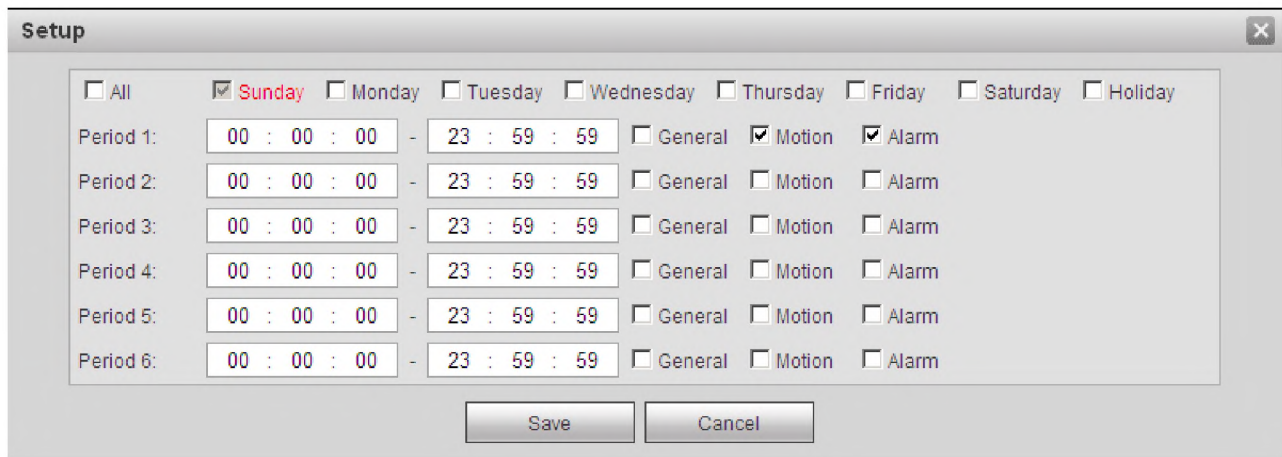 Setup
All Sunday Monday Tuesday Wednesday Thursday Friday Saturday Holiday
Period 1: 00 : 00 : 00 - 23 : 59 : 59 General Motion Alarm
Period 2: 00 : 00 : 00 - 23 : 59 : 59 General Motion Alarm
Period 3: 00 : 00 : 00 - 23 : 59 : 59 General Motion Alarm
Period 4: 00 : 00 : 00 - 23 : 59 : 59 General Motion Alarm
Period 5: 00 : 00 : 00 - 23 : 59 : 59 General Motion Alarm
Period 6: 00 : 00 : 00 - 23 : 59 : 59 General Motion Alarm
Save Cancel